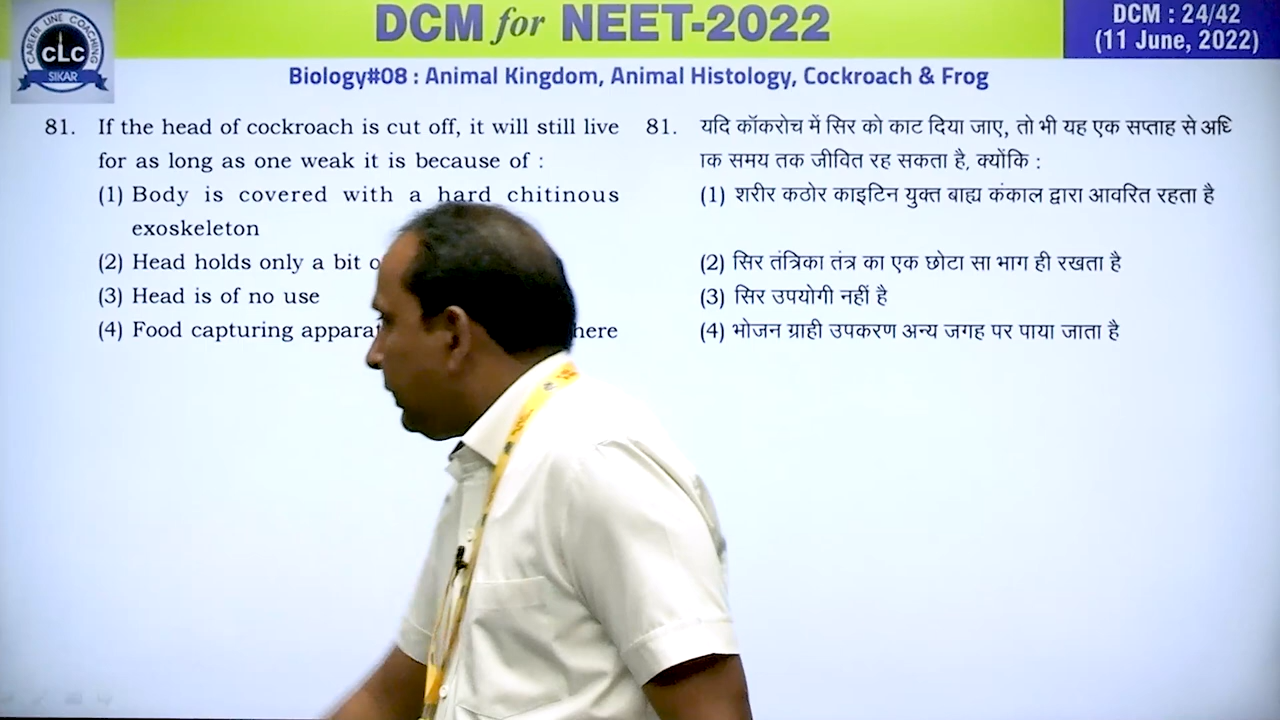 CAREER LINE COACHING
CLC
SIKAR
DCM for NEET-2022
DCM : 24/42
(11 June, 2022)
Biology#08 : Animal Kingdom, Animal Histology, Cockroach & Frog
81. If the head of cockroach is cut off, it will still live
for as long as one weak it is because of :
(1) Body is covered with a hard chitinous
exoskeleton
(2) Head holds only a bit
(3) Head is of no use
(4) Food capturing
81. यदि कॉकरोच में सिर को काट दिया जाए, तो भी यह एक सप्ताह से अधि
ाक समय तक जीवित रह सकता है, क्योंकि :
(1) शरीर कठोर काइटिन युक्त बाह्य कंकाल द्वारा आवरित रहता है
(2) सिर तंत्रिका तंत्र का एक छोटा सा भाग ही रखता है
(3) सिर उपयोगी नहीं है
(4) भोजन ग्राही उपकरण अन्य जगह पर पाया जाता है